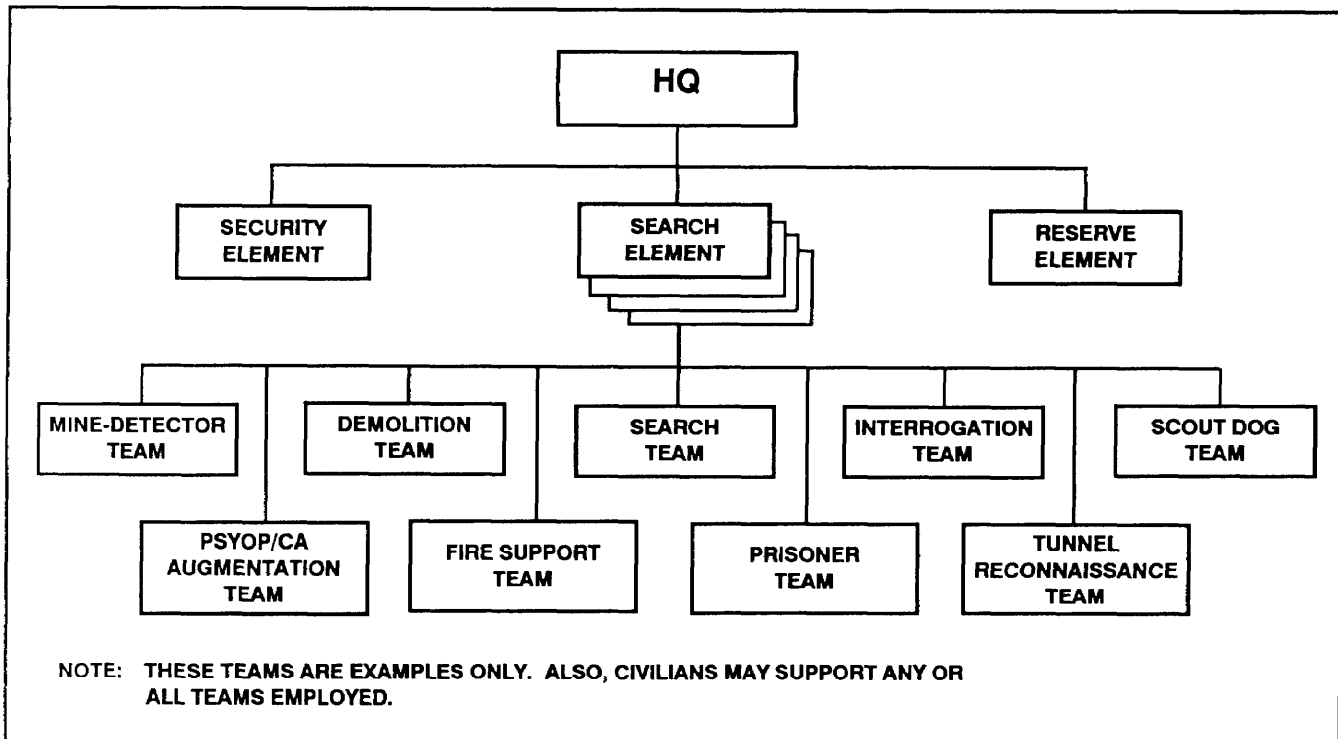 HQ
SECURITY
ELEMENT
SEARCH
ELEMENT
RESERVE
ELEMENT
MINE-DETECTOR
TEAM
DEMOLITION
TEAM
SEARCH
TEAM
INTERROGATION
TEAM
SCOUT DOG
TEAM
PSYOP/CA
AUGMENTATION
TEAM
FIRE SUPPORT
TEAM
PRISONER
TEAM
TUNNEL
RECONNAISSANCE
TEAM
NOTE: THESE TEAMS ARE EXAMPLES ONLY. ALSO, CIVILIANS MAY SUPPORT ANY OR
ALL TEAMS EMPLOYED.